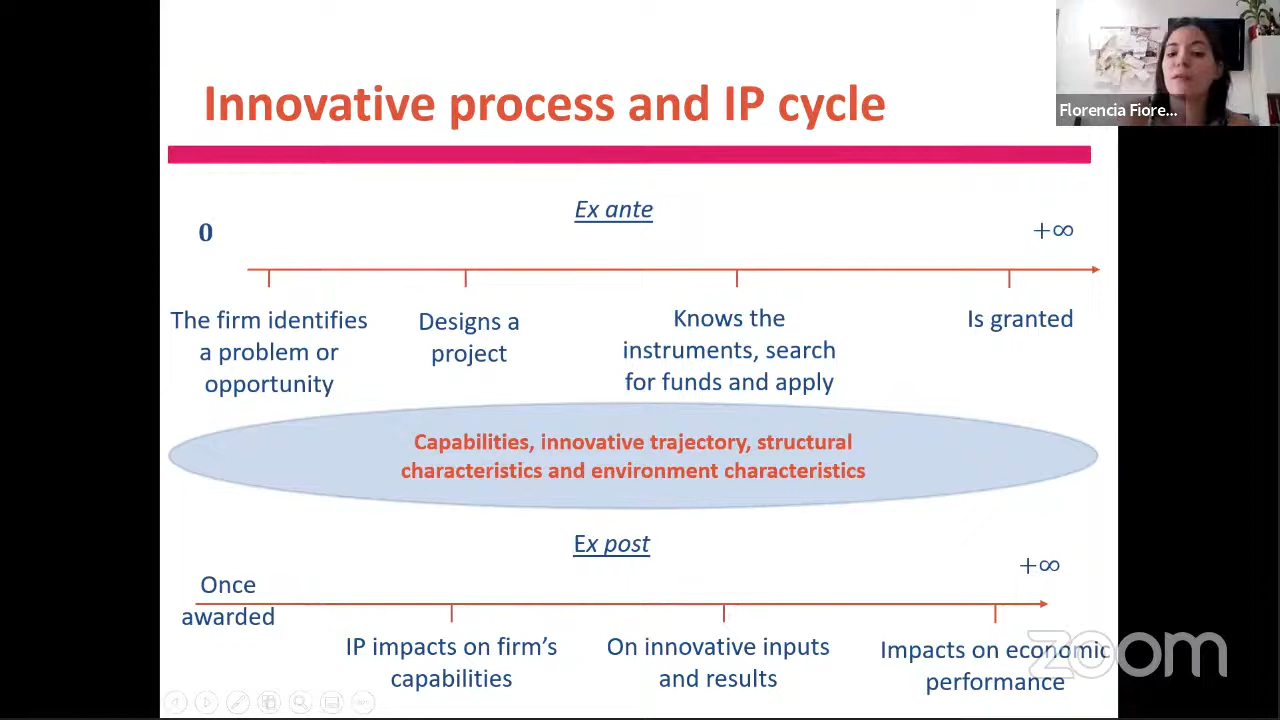 Innovative process and IP cycle
Florencia Fiore...
Ex ante
0
+∞
The firm identifies
a problem or
opportunity
Designs a
project
Knows the
instruments, search
for funds and apply
Is granted
Capabilities, innovative trajectory, structural
characteristics and environment characteristics
Ex post
+∞
Once
awarded
IP impacts on firm's
capabilities
On innovative inputs
and results
Impacts on economic
performance
zoom